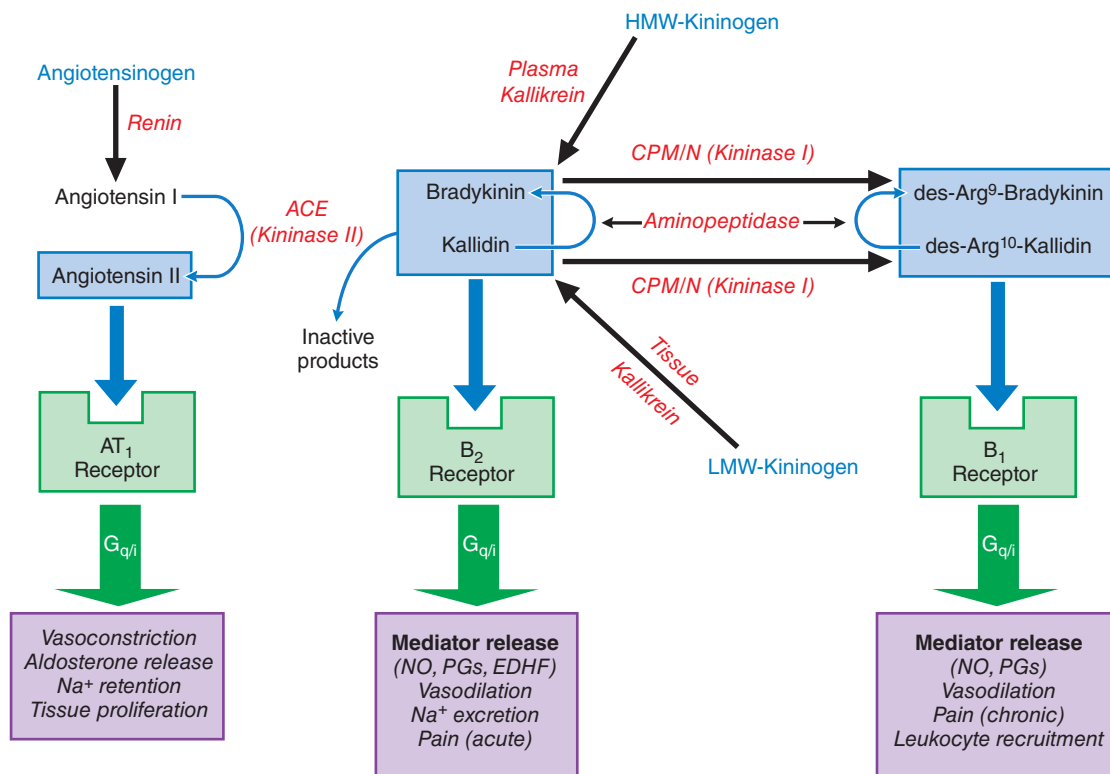 HMW-Kininogen
Angiotensinogen
Plasma
Kallikrein
Renin
CPM/N (Kininase I)
Angiotensin I
ACE
(Kininase II)
Angiotensin II
Bradykinin
Kallidin
Aminopeptidase
des-Arg⁹-Bradykinin
des-Arg¹⁰-Kallidin
CPM/N (Kininase I)
Inactive
products
Tissue
Kallikrein
LMW-Kininogen
AT₁
Receptor
B₂
Receptor
B₁
Receptor
Gq/i
Gq/i
Gq/i
Vasoconstriction
Aldosterone release
Na⁺ retention
Tissue proliferation
Mediator release
(NO, PGs, EDHF)
Vasodilation
Na⁺ excretion
Pain (acute)
Mediator release
(NO, PGs)
Vasodilation
Pain (chronic)
Leukocyte recruitment